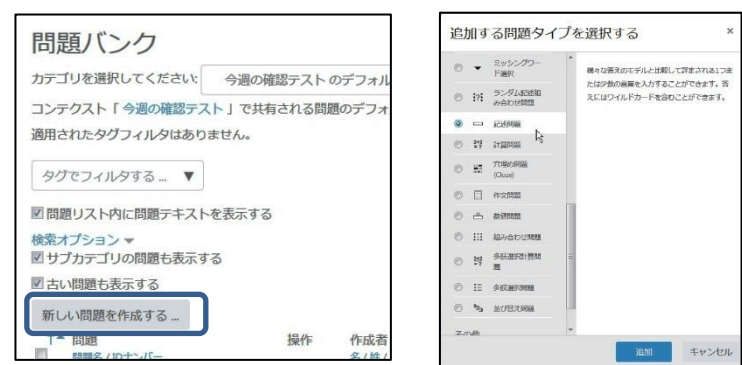 問題バンク
カテゴリを選択してください: 今週の確認テスト のデフォル
コンテクスト「 今週の確認テスト 」で共有される問題のデフォ
適用されたタグフィルタはありません。
タグでフィルタする ... ▼
問題リスト内に問題テキストを表示する
検索オプション
サブカテゴリの問題も表示する
古い問題も表示する
新しい問題を作成する ...
問題 操作 作成者
問題名 / IDナンバー 名 / 姓 /
追加する問題タイプを選択する ×
ミッシングワー
ド選択
ランダム記述組
み合わせ問題
記述問題
計算問題
穴埋め問題
(Cloze)
作文問題
数値問題
組み合わせ問題
多肢選択計算問
題
多肢選択問題
並び替え問題
その他
様々な答えのモデルと比較して評定される1つま
たは少数の語彙を入力することができます。答
えにはワイルドカードを含むことができます。
追加 キャンセル